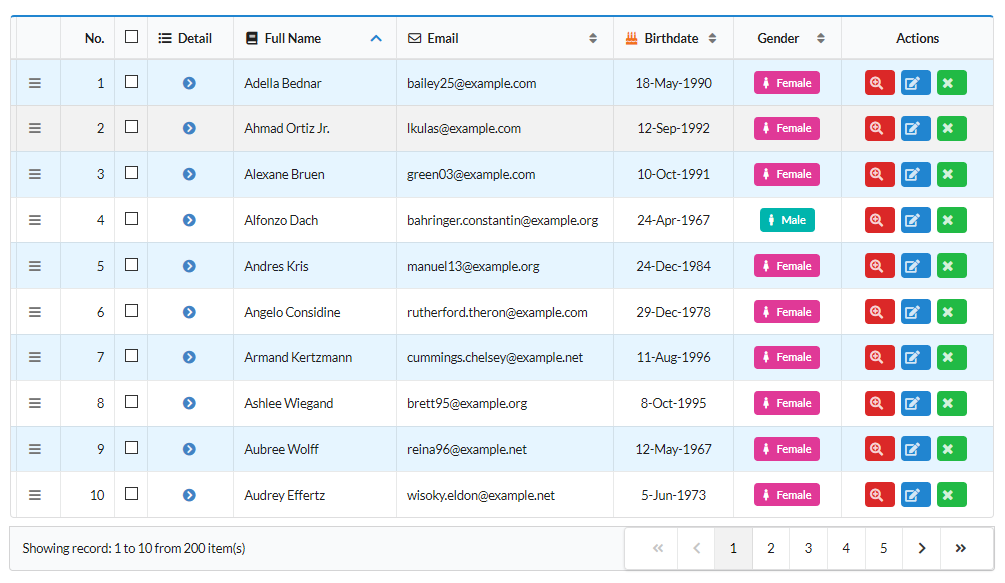 No. Detail Full Name Email Birthdate Gender Actions
1 Adella Bednar bailey25@example.com 18-May-1990 Female
2 Ahmad Ortiz Jr. lkulas@example.com 12-Sep-1992 Female
3 Alexane Bruen green03@example.com 10-Oct-1991 Female
4 Alfonzo Dach bahringer.constantin@example.org 24-Apr-1967 Male
5 Andres Kris manuel13@example.org 24-Dec-1984 Female
6 Angelo Considine rutherford.theron@example.com 29-Dec-1978 Female
7 Armand Kertzmann cummings.chelsey@example.net 11-Aug-1996 Female
8 Ashlee Wiegand brett95@example.org 8-Oct-1995 Female
9 Aubree Wolff reina96@example.net 12-May-1967 Female
10 Audrey Effertz wisoky.eldon@example.net 5-Jun-1973 Female
Showing record: 1 to 10 from 200 item(s) « ‹ 1 2 3 4 5 › »